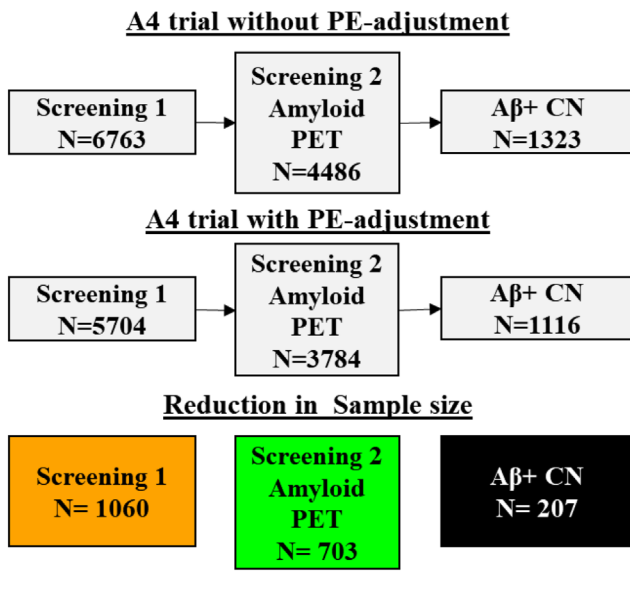 A4 trial without PE-adjustment
Screening 1
N=6763
Screening 2
Amyloid
PET
N=4486
Aβ+ CN
N=1323
A4 trial with PE-adjustment
Screening 1
N=5704
Screening 2
Amyloid
PET
N=3784
Aβ+ CN
N=1116
Reduction in Sample size
Screening 1
N= 1060
Screening 2
Amyloid
PET
N= 703
Aβ+ CN
N= 207